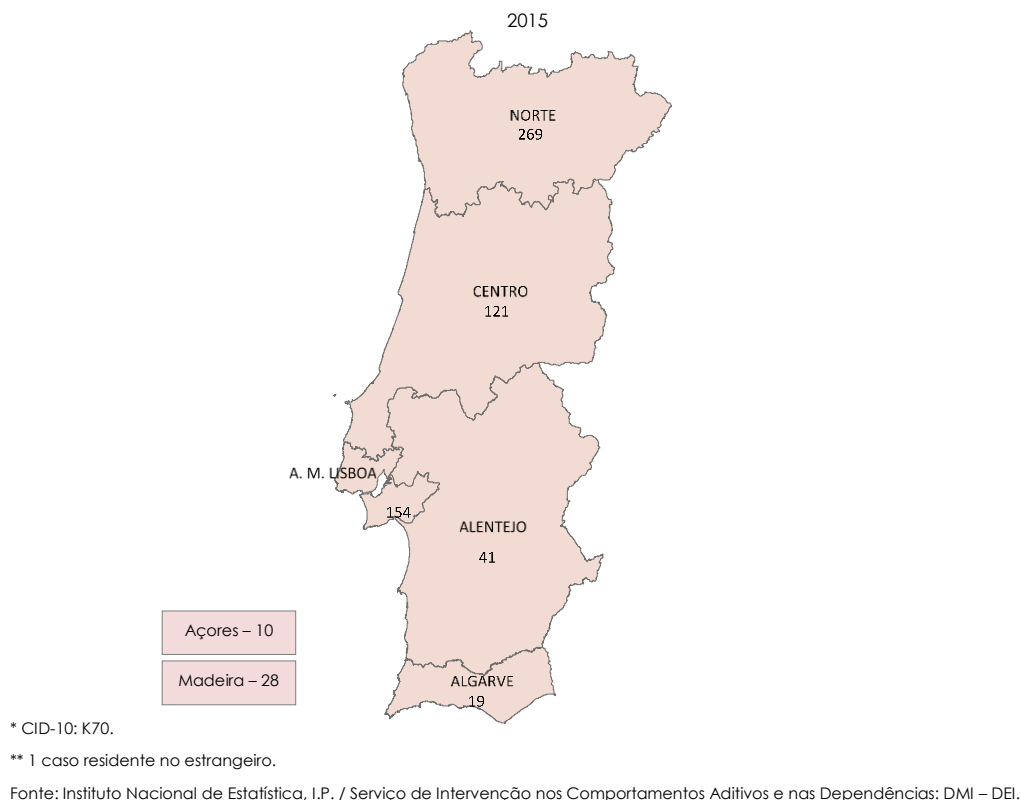 2015
NORTE
269
CENTRO
121
A. M. LISBOA
154
ALENTEJO
41
Açores – 10
Madeira – 28
ALGARVE
19
* CID-10: K70.
** 1 caso residente no estrangeiro.
Fonte: Instituto Nacional de Estatística, I.P. / Serviço de Intervenção nos Comportamentos Aditivos e nas Dependências: DMI – DEI.